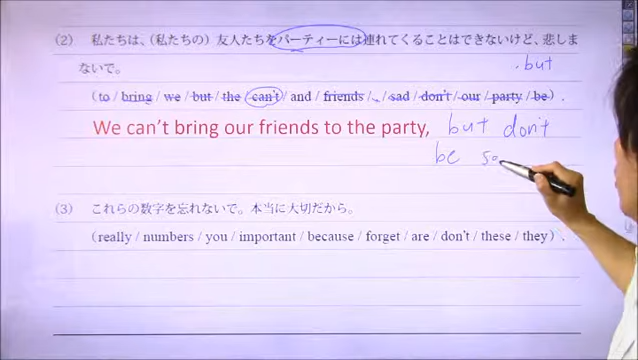 (2) 私たちは、(私たちの) 友人たちをパーティーには連れてくることはできないけど、悲しま
ないで。
. but
(to / bring / we / but / the / can't / and / friends / , / sad / don't / our / party / be) .
We can't bring our friends to the party, but don't
be sa
(3) これらの数字を忘れないで。本当に大切だから。
(really / numbers / you / important / because / forget / are / don't / these / they) .